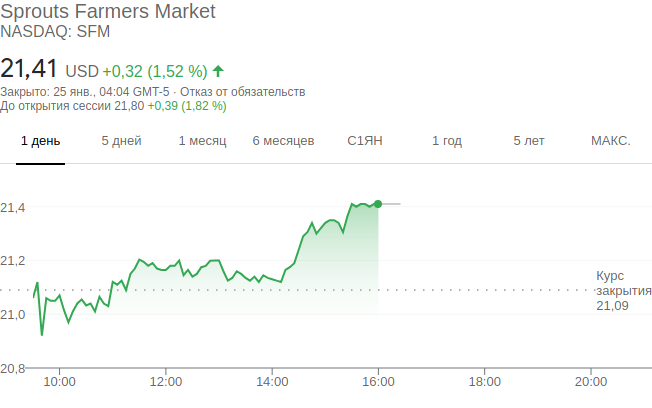 Sprouts Farmers Market
NASDAQ: SFM
21,41 USD +0,32 (1,52 %)
Закрыто: 25 янв., 04:04 GMT-5 · Отказ от обязательств
До открытия сессии 21,80 +0,39 (1,82 %)
1 день 5 дней 1 месяц 6 месяцев С1ЯН 1 год 5 лет МАКС.
21,4
21,2
21,0
20,8
Курс
закрытия
21,09
10:00 12:00 14:00 16:00 18:00 20:00